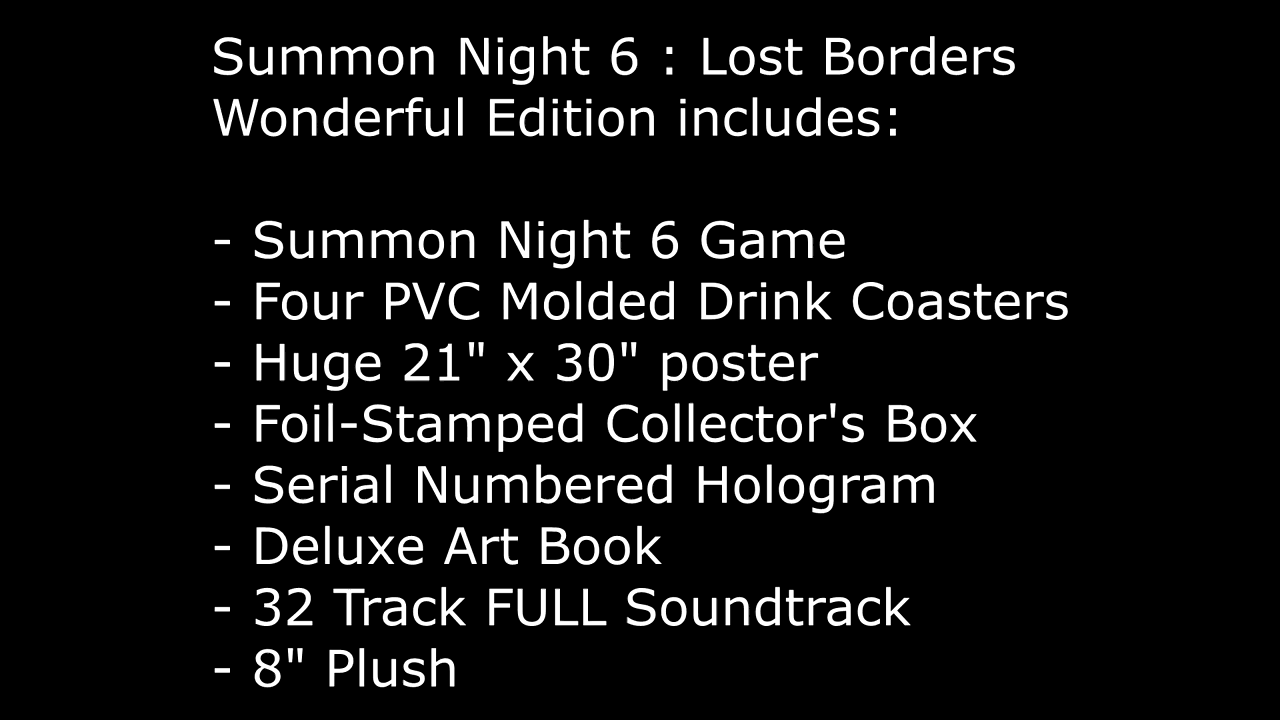 Summon Night 6 : Lost Borders
Wonderful Edition includes:
- Summon Night 6 Game
- Four PVC Molded Drink Coasters
- Huge 21" x 30" poster
- Foil-Stamped Collector's Box
- Serial Numbered Hologram
- Deluxe Art Book
- 32 Track FULL Soundtrack
- 8" Plush